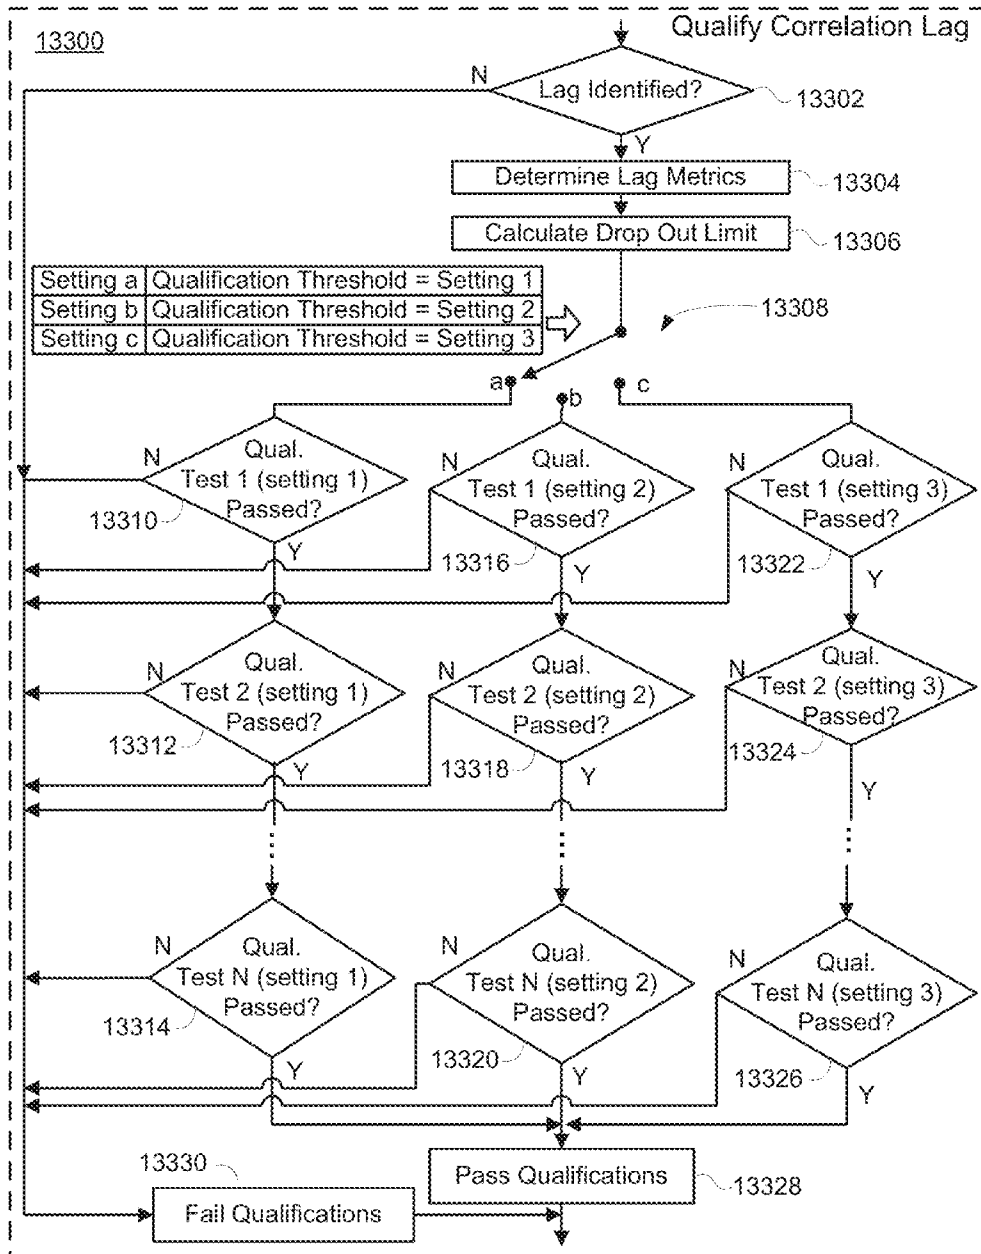 Qualify Correlation Lag
13300
N
Lag Identified?
13302
Y
Determine Lag Metrics
13304
Calculate Drop Out Limit
13306
Setting a Qualification Threshold = Setting 1
Setting b Qualification Threshold = Setting 2
Setting c Qualification Threshold = Setting 3
13308
a
b
c
N
Qual.
Test 1 (setting 1)
Passed?
13310
Y
N
Qual.
Test 1 (setting 2)
Passed?
13316
Y
N
Qual.
Test 1 (setting 3)
Passed?
13322
Y
N
Qual.
Test 2 (setting 1)
Passed?
13312
Y
N
Qual.
Test 2 (setting 2)
Passed?
13318
Y
N
Qual.
Test 2 (setting 3)
Passed?
13324
Y
N
Qual.
Test N (setting 1)
Passed?
13314
Y
N
Qual.
Test N (setting 2)
Passed?
13320
Y
N
Qual.
Test N (setting 3)
Passed?
13326
Y
13330
Pass Qualifications
13328
Fail Qualifications